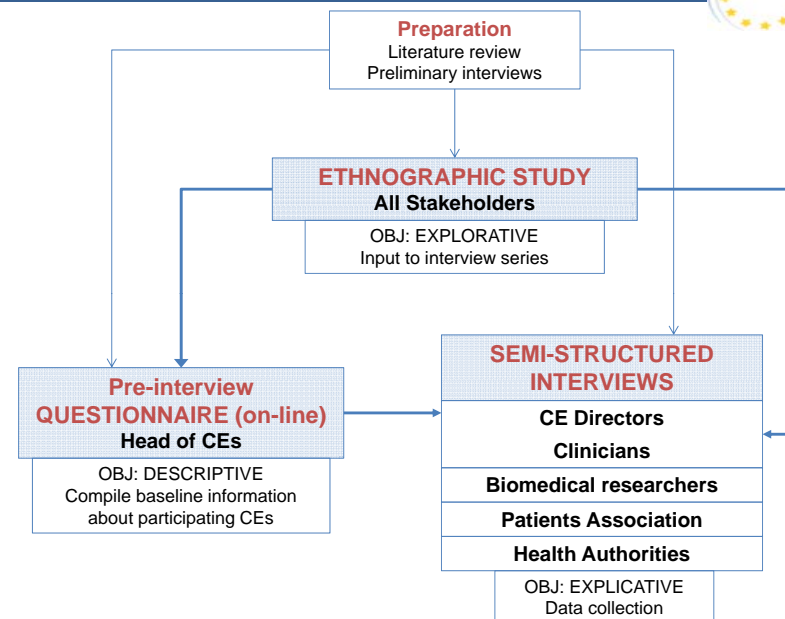 Preparation
Literature review
Preliminary interviews
ETHNOGRAPHIC STUDY
All Stakeholders
OBJ: EXPLORATIVE
Input to interview series
Pre-interview
QUESTIONNAIRE (on-line)
Head of CEs
OBJ: DESCRIPTIVE
Compile baseline information
about participating CEs
SEMI-STRUCTURED
INTERVIEWS
CE Directors
Clinicians
Biomedical researchers
Patients Association
Health Authorities
OBJ: EXPLICATIVE
Data collection